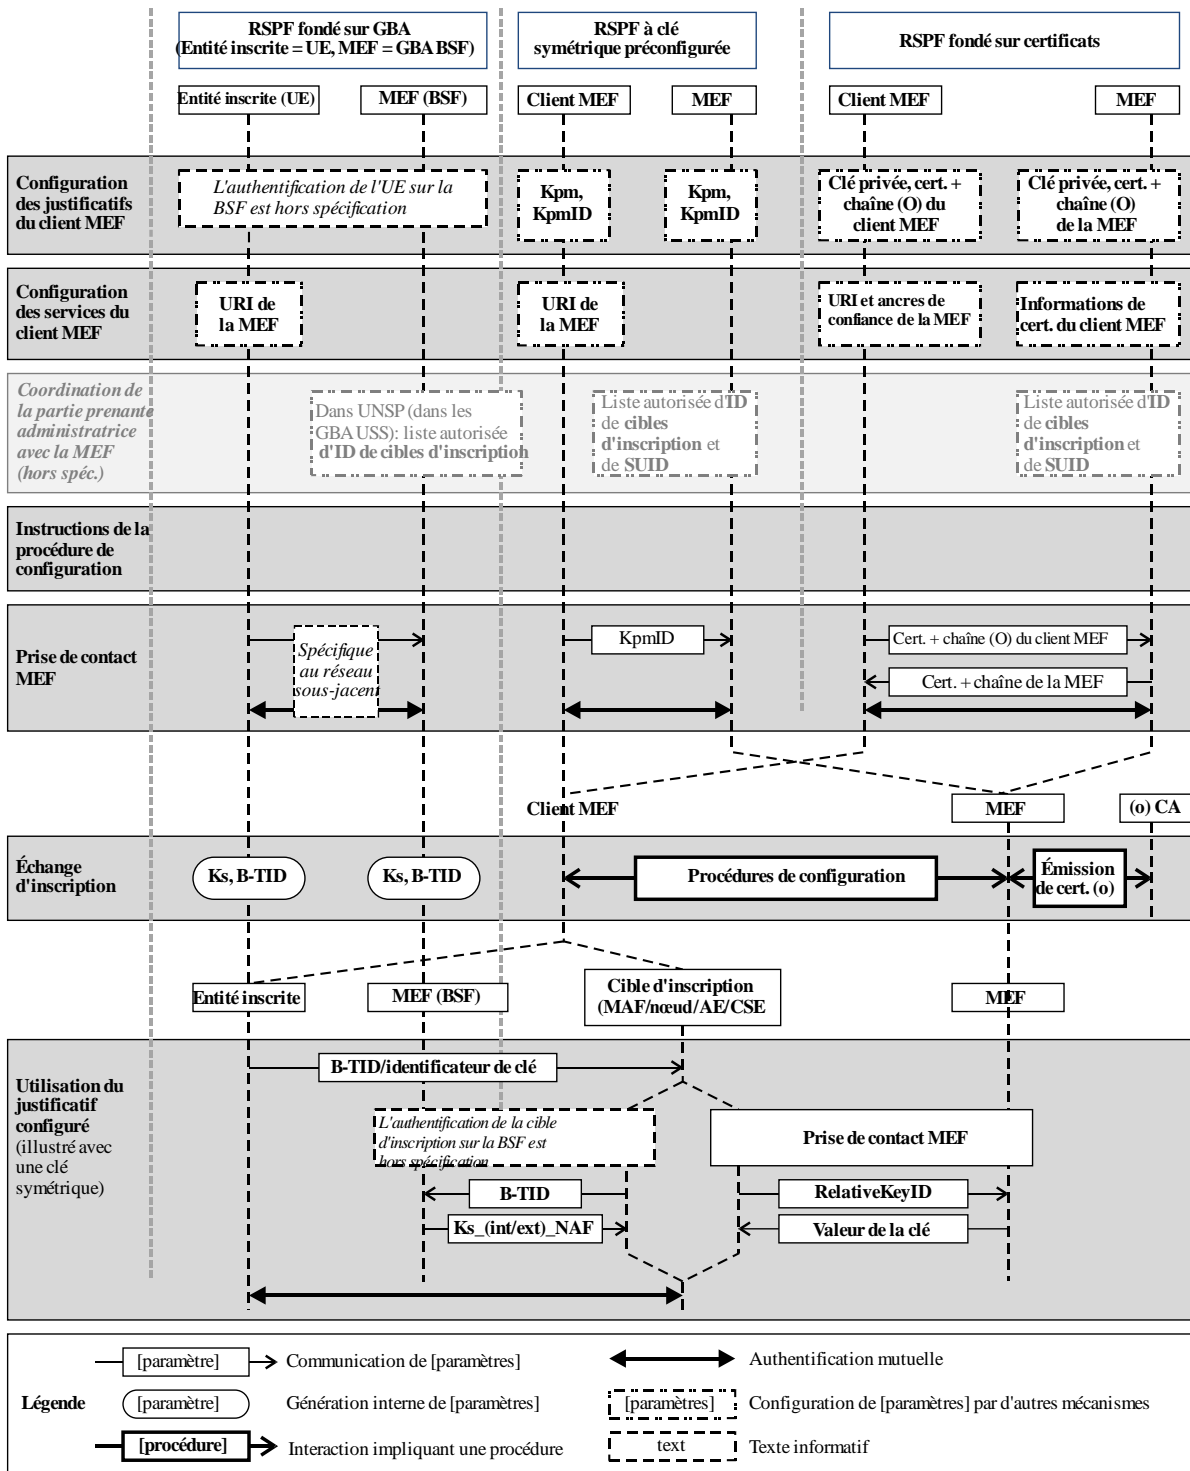 RSPF fondé sur GBA
(Entité inscrite = UE, MEF = GBA BSF)
RSPF à clé
symétrique préconfigurée
RSPF fondé sur certificats
Entité inscrite (UE)
MEF (BSF)
Client MEF
MEF
Client MEF
MEF
Configuration
des justificatifs
du client MEF
L'authentification de l'UE sur la
BSF est hors spécification
Kpm,
KpmID
Kpm,
KpmID
Clé privée, cert. +
chaîne (O) du
client MEF
Clé privée, cert. +
chaîne (O)
de la MEF
Configuration
des services du
client MEF
URI de
la MEF
URI de
la MEF
URI et ancres de
confiance de la MEF
Informations de
cert. du client MEF
Coordination de
la partie prenante
administratrice
avec la MEF
(hors spéc.)
Dans UNSP (dans les
GBA USS): liste autorisée
d'ID de cibles d'inscription
Liste autorisée d'ID
de cibles
d'inscription et
de SUID
Liste autorisée d'ID
de cibles
d'inscription et
de SUID
Instructions de la
procédure de
configuration
Prise de contact
MEF
Spécifique
au réseau
sous-jacent
KpmID
Cert. + chaîne (O) du client MEF
Cert. + chaîne de la MEF
Client MEF
MEF
(o) CA
Échange
d'inscription
Ks, B-TID
Ks, B-TID
Procédures de configuration
Émission
de cert. (o)
Entité inscrite
MEF (BSF)
Cible d'inscription
(MAF/nœud/AE/CSE
MEF
Utilisation du
justificatif
configuré
(illustré avec
une clé
symétrique)
B-TID/identificateur de clé
L'authentification de la cible
d'inscription sur la BSF est
hors spécification
Prise de contact MEF
B-TID
RelativeKeyID
Ks_(int/ext)_NAF
Valeur de la clé
Légende
[paramètre]
Communication de [paramètres]
Authentification mutuelle
[paramètre]
Génération interne de [paramètres]
[paramètres]
Configuration de [paramètres] par d'autres mécanismes
[procédure]
Interaction impliquant une procédure
text
Texte informatif